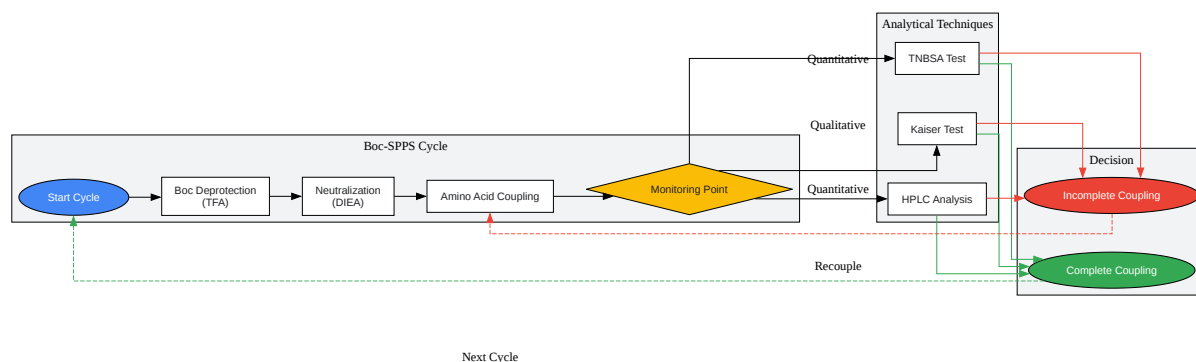 Analytical Techniques
Quantitative
TNBSA Test
Qualitative
Kaiser Test
Boc-SPPS Cycle
Decision
Start Cycle
Boc Deprotection
(TFA)
Neutralization
(DIEA)
Amino Acid Coupling
Monitoring Point
Quantitative
HPLC Analysis
Incomplete Coupling
Recouple
Complete Coupling
Next Cycle